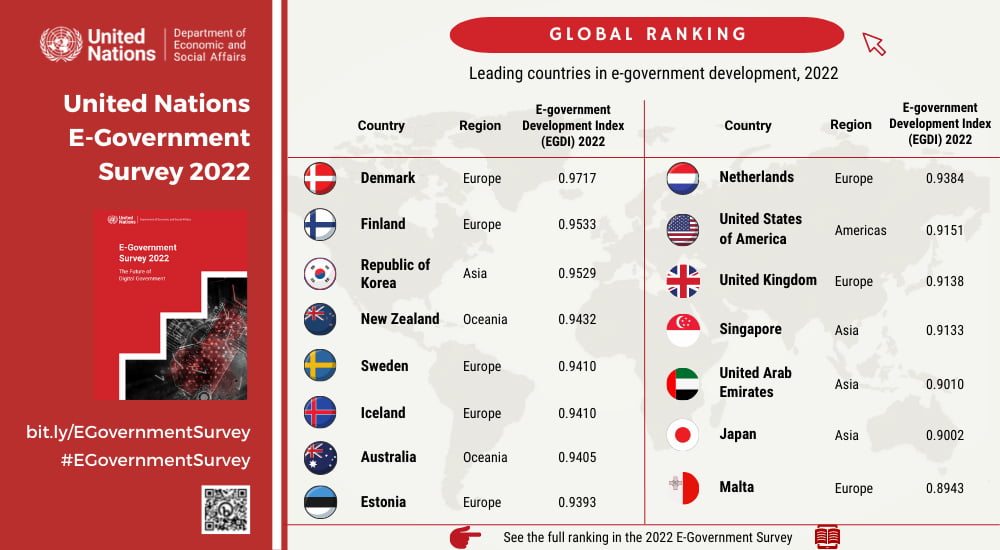 United Nations
Department of Economic and Social Affairs
United Nations
E-Government
Survey 2022
United Nations
E-Government
Survey 2022
The Future of
Digital Government
bit.ly/EGovernmentSurvey
#EGovernmentSurvey
GLOBAL RANKING
Leading countries in e-government development, 2022
Country Region E-government Development Index (EGDI) 2022
Denmark Europe 0.9717
Finland Europe 0.9533
Republic of Korea Asia 0.9529
New Zealand Oceania 0.9432
Sweden Europe 0.9410
Iceland Europe 0.9410
Australia Oceania 0.9405
Estonia Europe 0.9393
Country Region E-government Development Index (EGDI) 2022
Netherlands Europe 0.9384
United States of America Americas 0.9151
United Kingdom Europe 0.9138
Singapore Asia 0.9133
United Arab Emirates Asia 0.9010
Japan Asia 0.9002
Malta Europe 0.8943
See the full ranking in the 2022 E-Government Survey